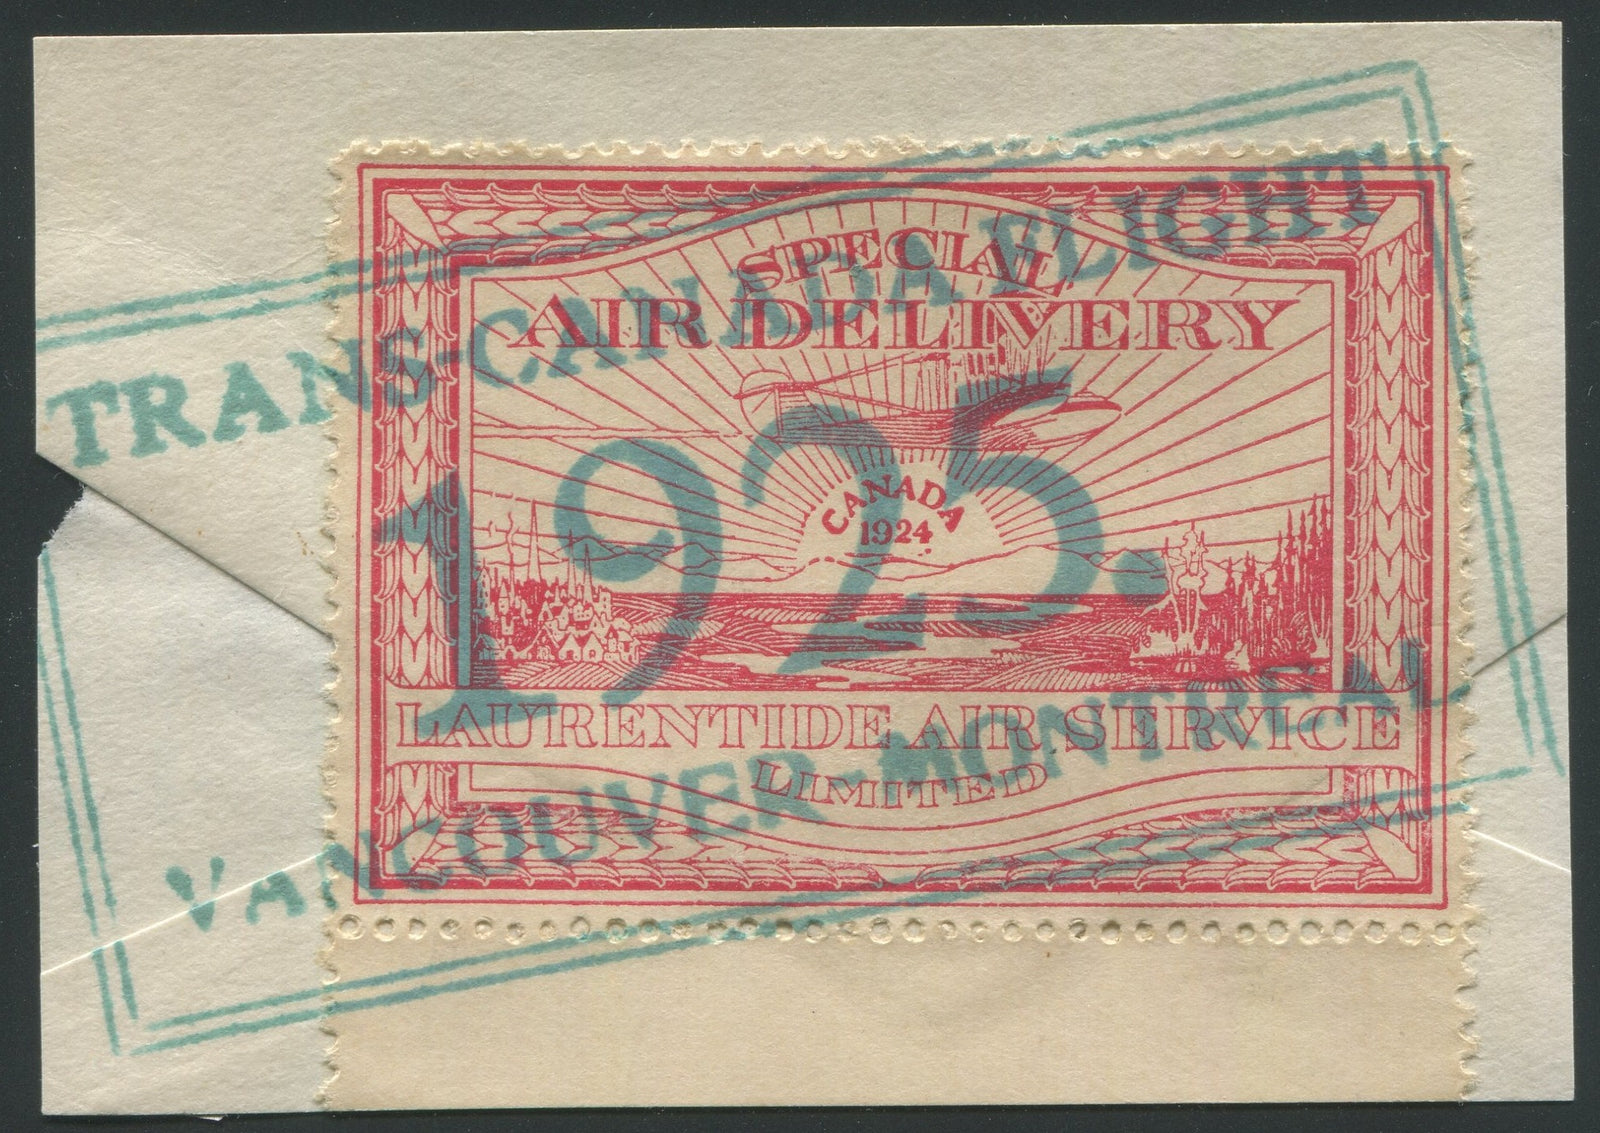 SPECIAL
AIR DELIVERY
CANADA
1924
LAURENTIDE AIR SERVICE
LIMITED
TRANS-CANADA FLIGHT
1925.
VANCOUVER-MONTREAL